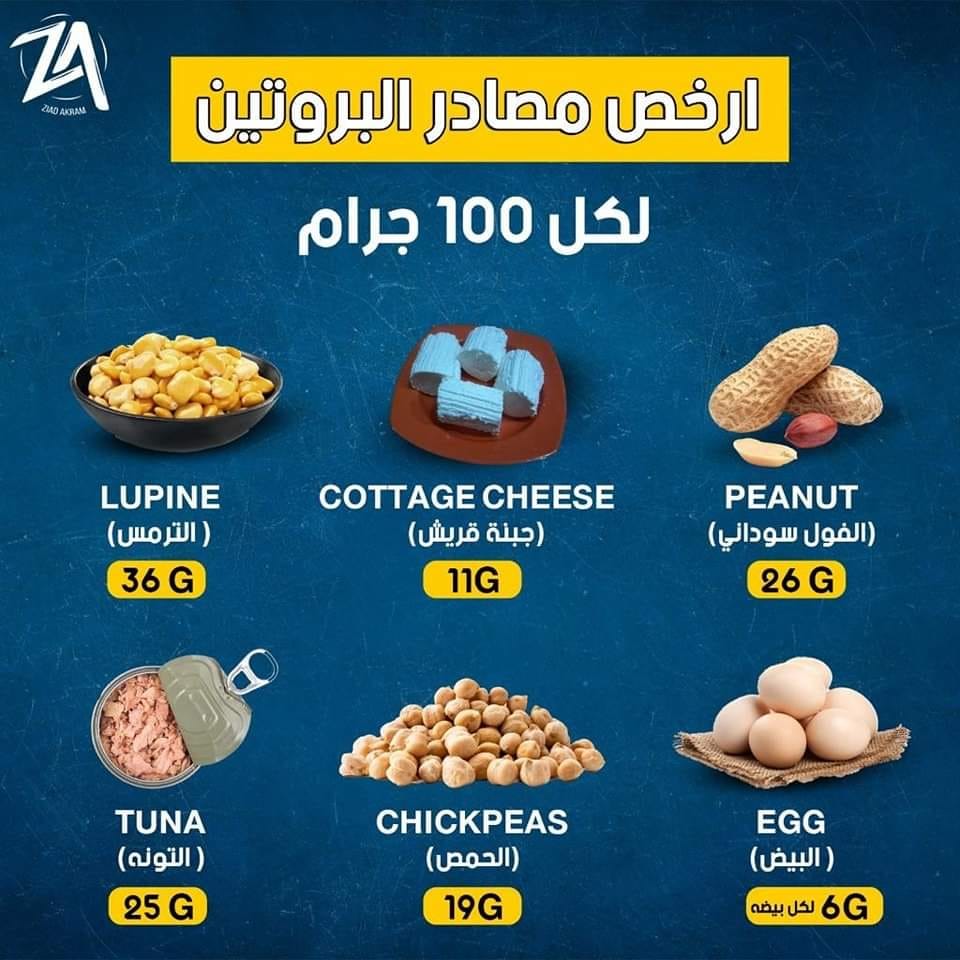 ZA
ZIAD AKRAM
ارخص مصادر البروتين
لكل 100 جرام
LUPINE
( الترمس)
36 G
COTTAGE CHEESE
(جبنة قريش)
11G
PEANUT
(الفول سوداني)
26 G
TUNA
( التونه)
25 G
CHICKPEAS
(الحمص)
19G
EGG
( البيض)
6G لكل بيضه